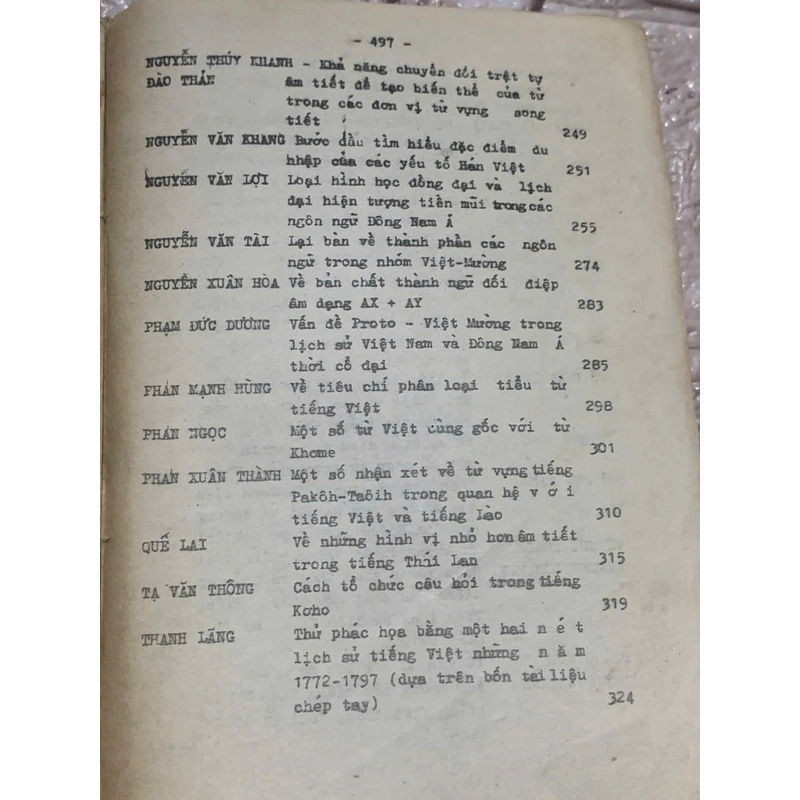 - 497 -
NGUYỄN THÚY KHANH - Khả năng chuyển đổi trật tự
ĐÀO THẢN âm tiết để tạo biến thể của từ
trong các đơn vị từ vựng song
tiết 249
NGUYỄN VĂN KHANG Bước đầu tìm hiểu đặc điểm du
nhập của các yếu tố Hán Việt 251
NGUYỄN VĂN LỢI Loại hình học đồng đại và lịch
đại hiện tượng tiền mũi trong các
ngôn ngữ Đông Nam Á 255
NGUYỄN VĂN TÀI Lại bàn về thành phần các ngôn
ngữ trong nhóm Việt-Mường 274
NGUYỄN XUÂN HÒA Về bản chất thành ngữ đối điệp
âm dạng AX + AY 283
PHẠM ĐỨC DƯƠNG Vấn đề Proto - Việt Mường trong
lịch sử Việt Nam và Đông Nam Á
thời cổ đại 285
PHAN MẠNH HÙNG Về tiêu chí phân loại tiểu từ
tiếng Việt 298
PHAN NGỌC Một số từ Việt cùng gốc với từ
Khơme 301
PHAN XUÂN THÀNH Một số nhận xét về từ vựng tiếng
Pakôh-Taôih trong quan hệ với
tiếng Việt và tiếng Lào 310
QUẾ LAI Về những hình vị nhỏ hơn âm tiết
trong tiếng Thái Lan 315
TẠ VĂN THÔNG Cách tổ chức câu hỏi trong tiếng
Kơho 319
THANH LÃNG Thử phác họa bằng một hai nét
lịch sử tiếng Việt những năm
1772-1797 (dựa trên bốn tài liệu
chép tay) 324